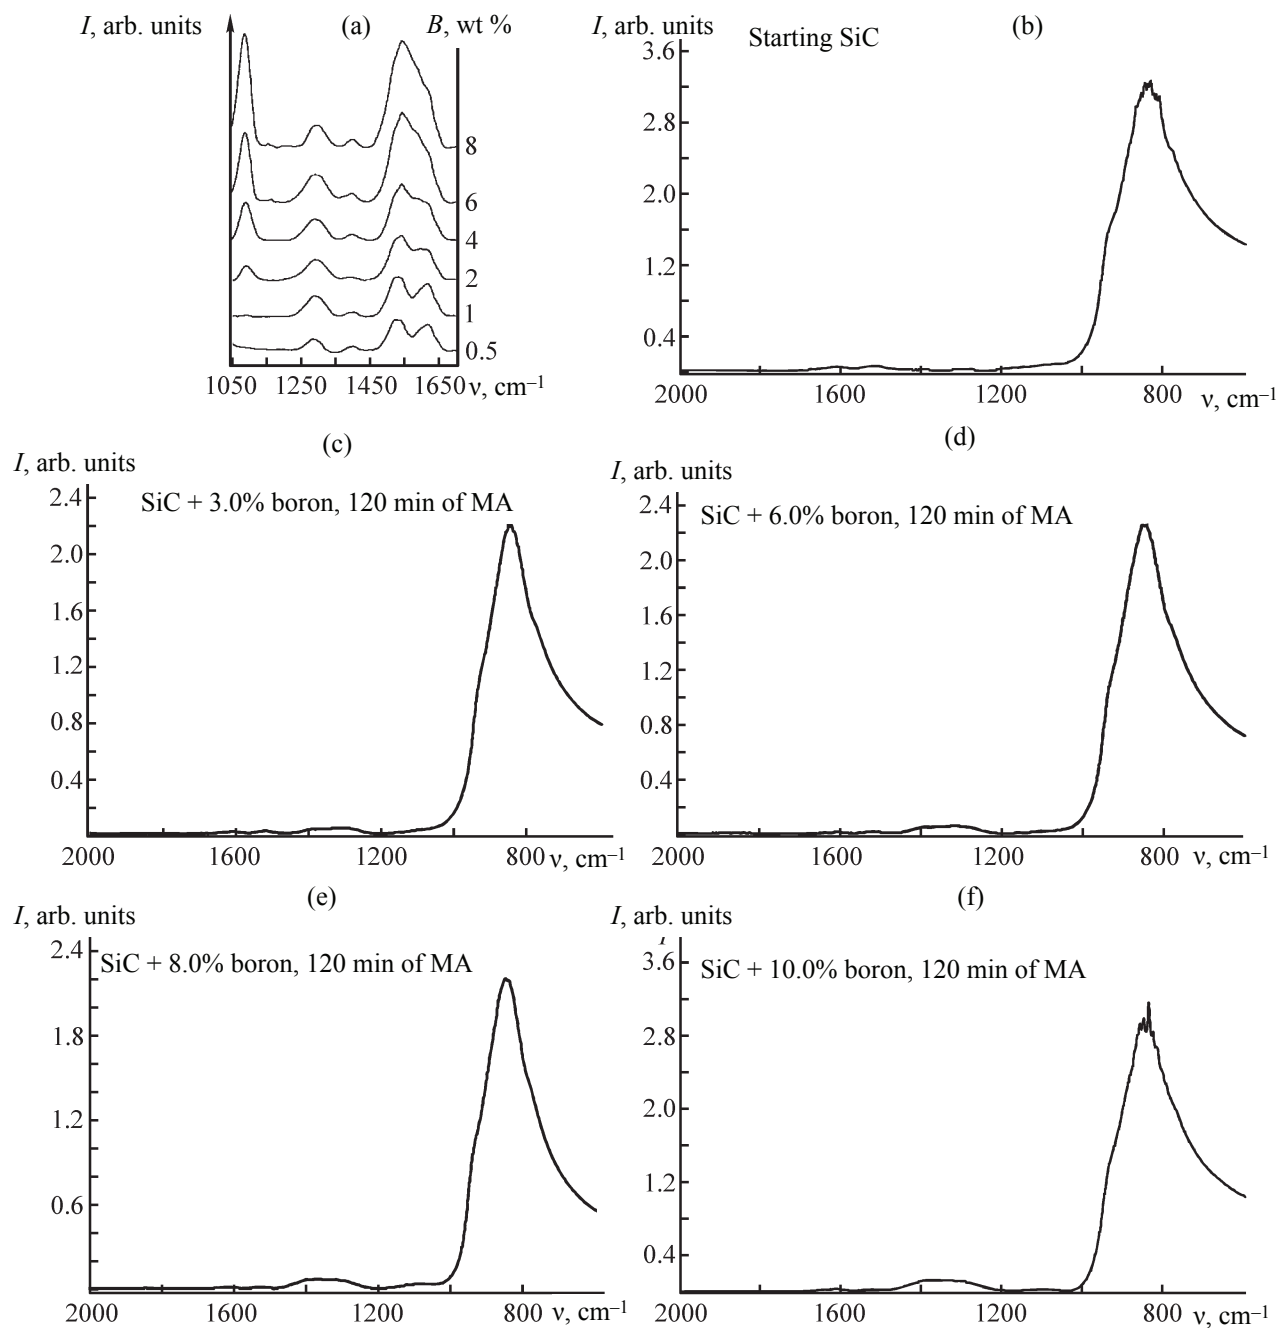 I, arb. units
(a)
B, wt %
8
6
4
2
1
0.5
1050 1250 1450 1650 ν, cm–1
I, arb. units
(b)
Starting SiC
3.6
2.8
2.0
1.2
0.4
2000 1600 1200 800 ν, cm–1
(c)
I, arb. units
SiC + 3.0% boron, 120 min of MA
2.4
2.0
1.6
1.2
0.8
0.4
2000 1600 1200 800 ν, cm–1
(d)
I, arb. units
SiC + 6.0% boron, 120 min of MA
2.4
2.0
1.6
1.2
0.8
0.4
2000 1600 1200 800 ν, cm–1
(e)
I, arb. units
SiC + 8.0% boron, 120 min of MA
2.4
1.8
1.2
0.6
2000 1600 1200 800 ν, cm–1
(f)
I, arb. units
SiC + 10.0% boron, 120 min of MA
3.6
2.8
2.0
1.2
0.4
2000 1600 1200 800 ν, cm–1